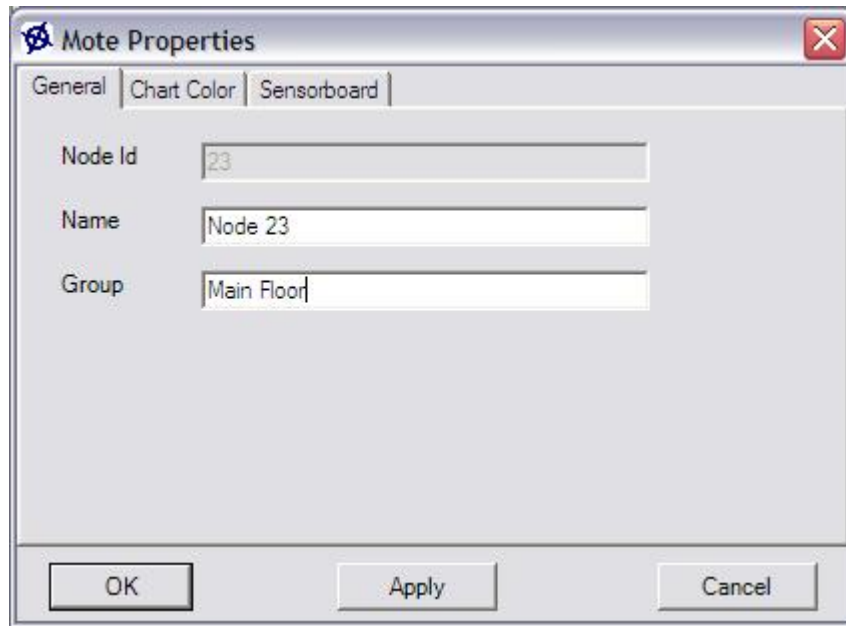 Mote Properties
General Chart Color Sensorboard
Node Id 23
Name Node 23
Group Main Floor
OK Apply Cancel